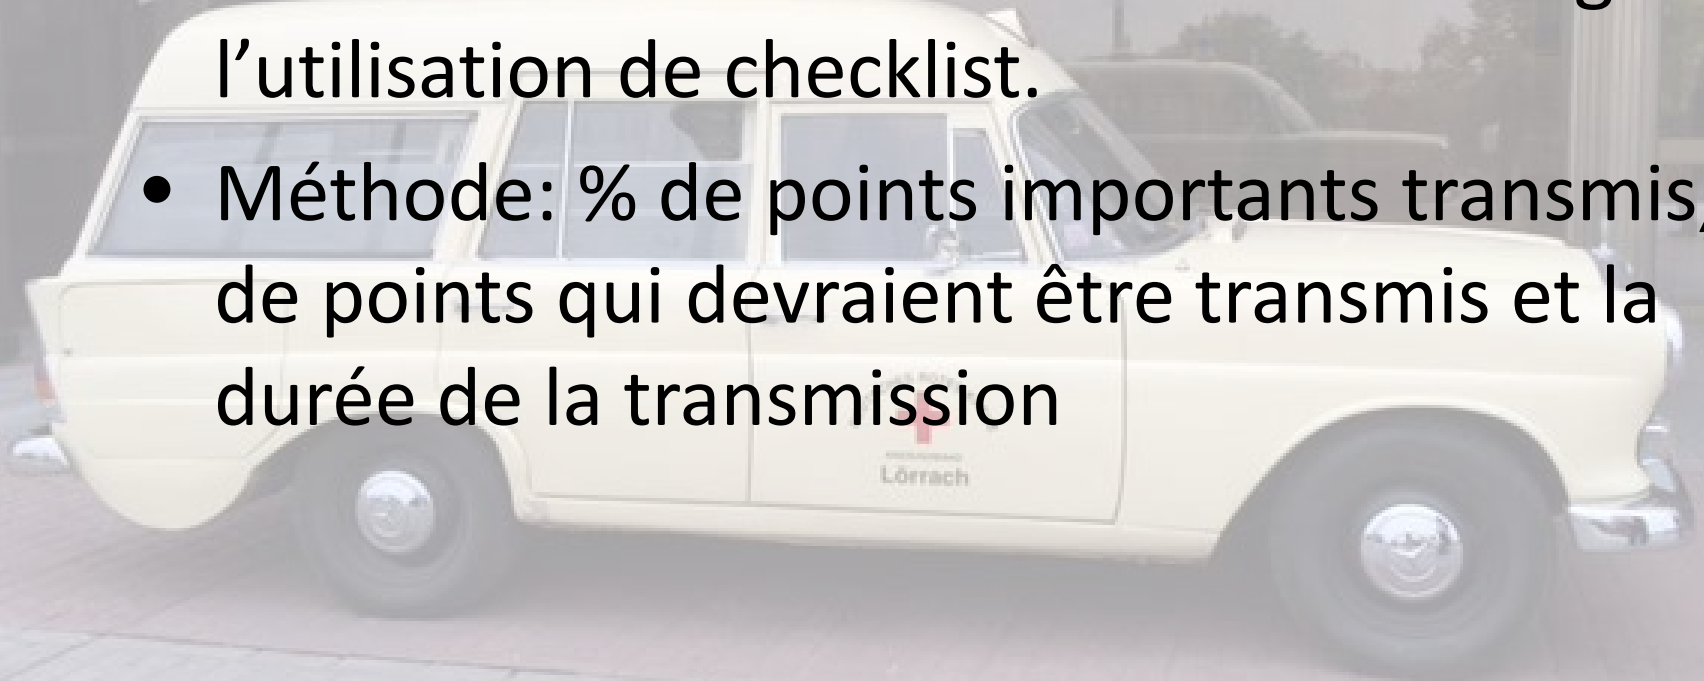 l’utilisation de checklist.
• Méthode: % de points importants transmis,
de points qui devraient être transmis et la
durée de la transmission
Lörrach